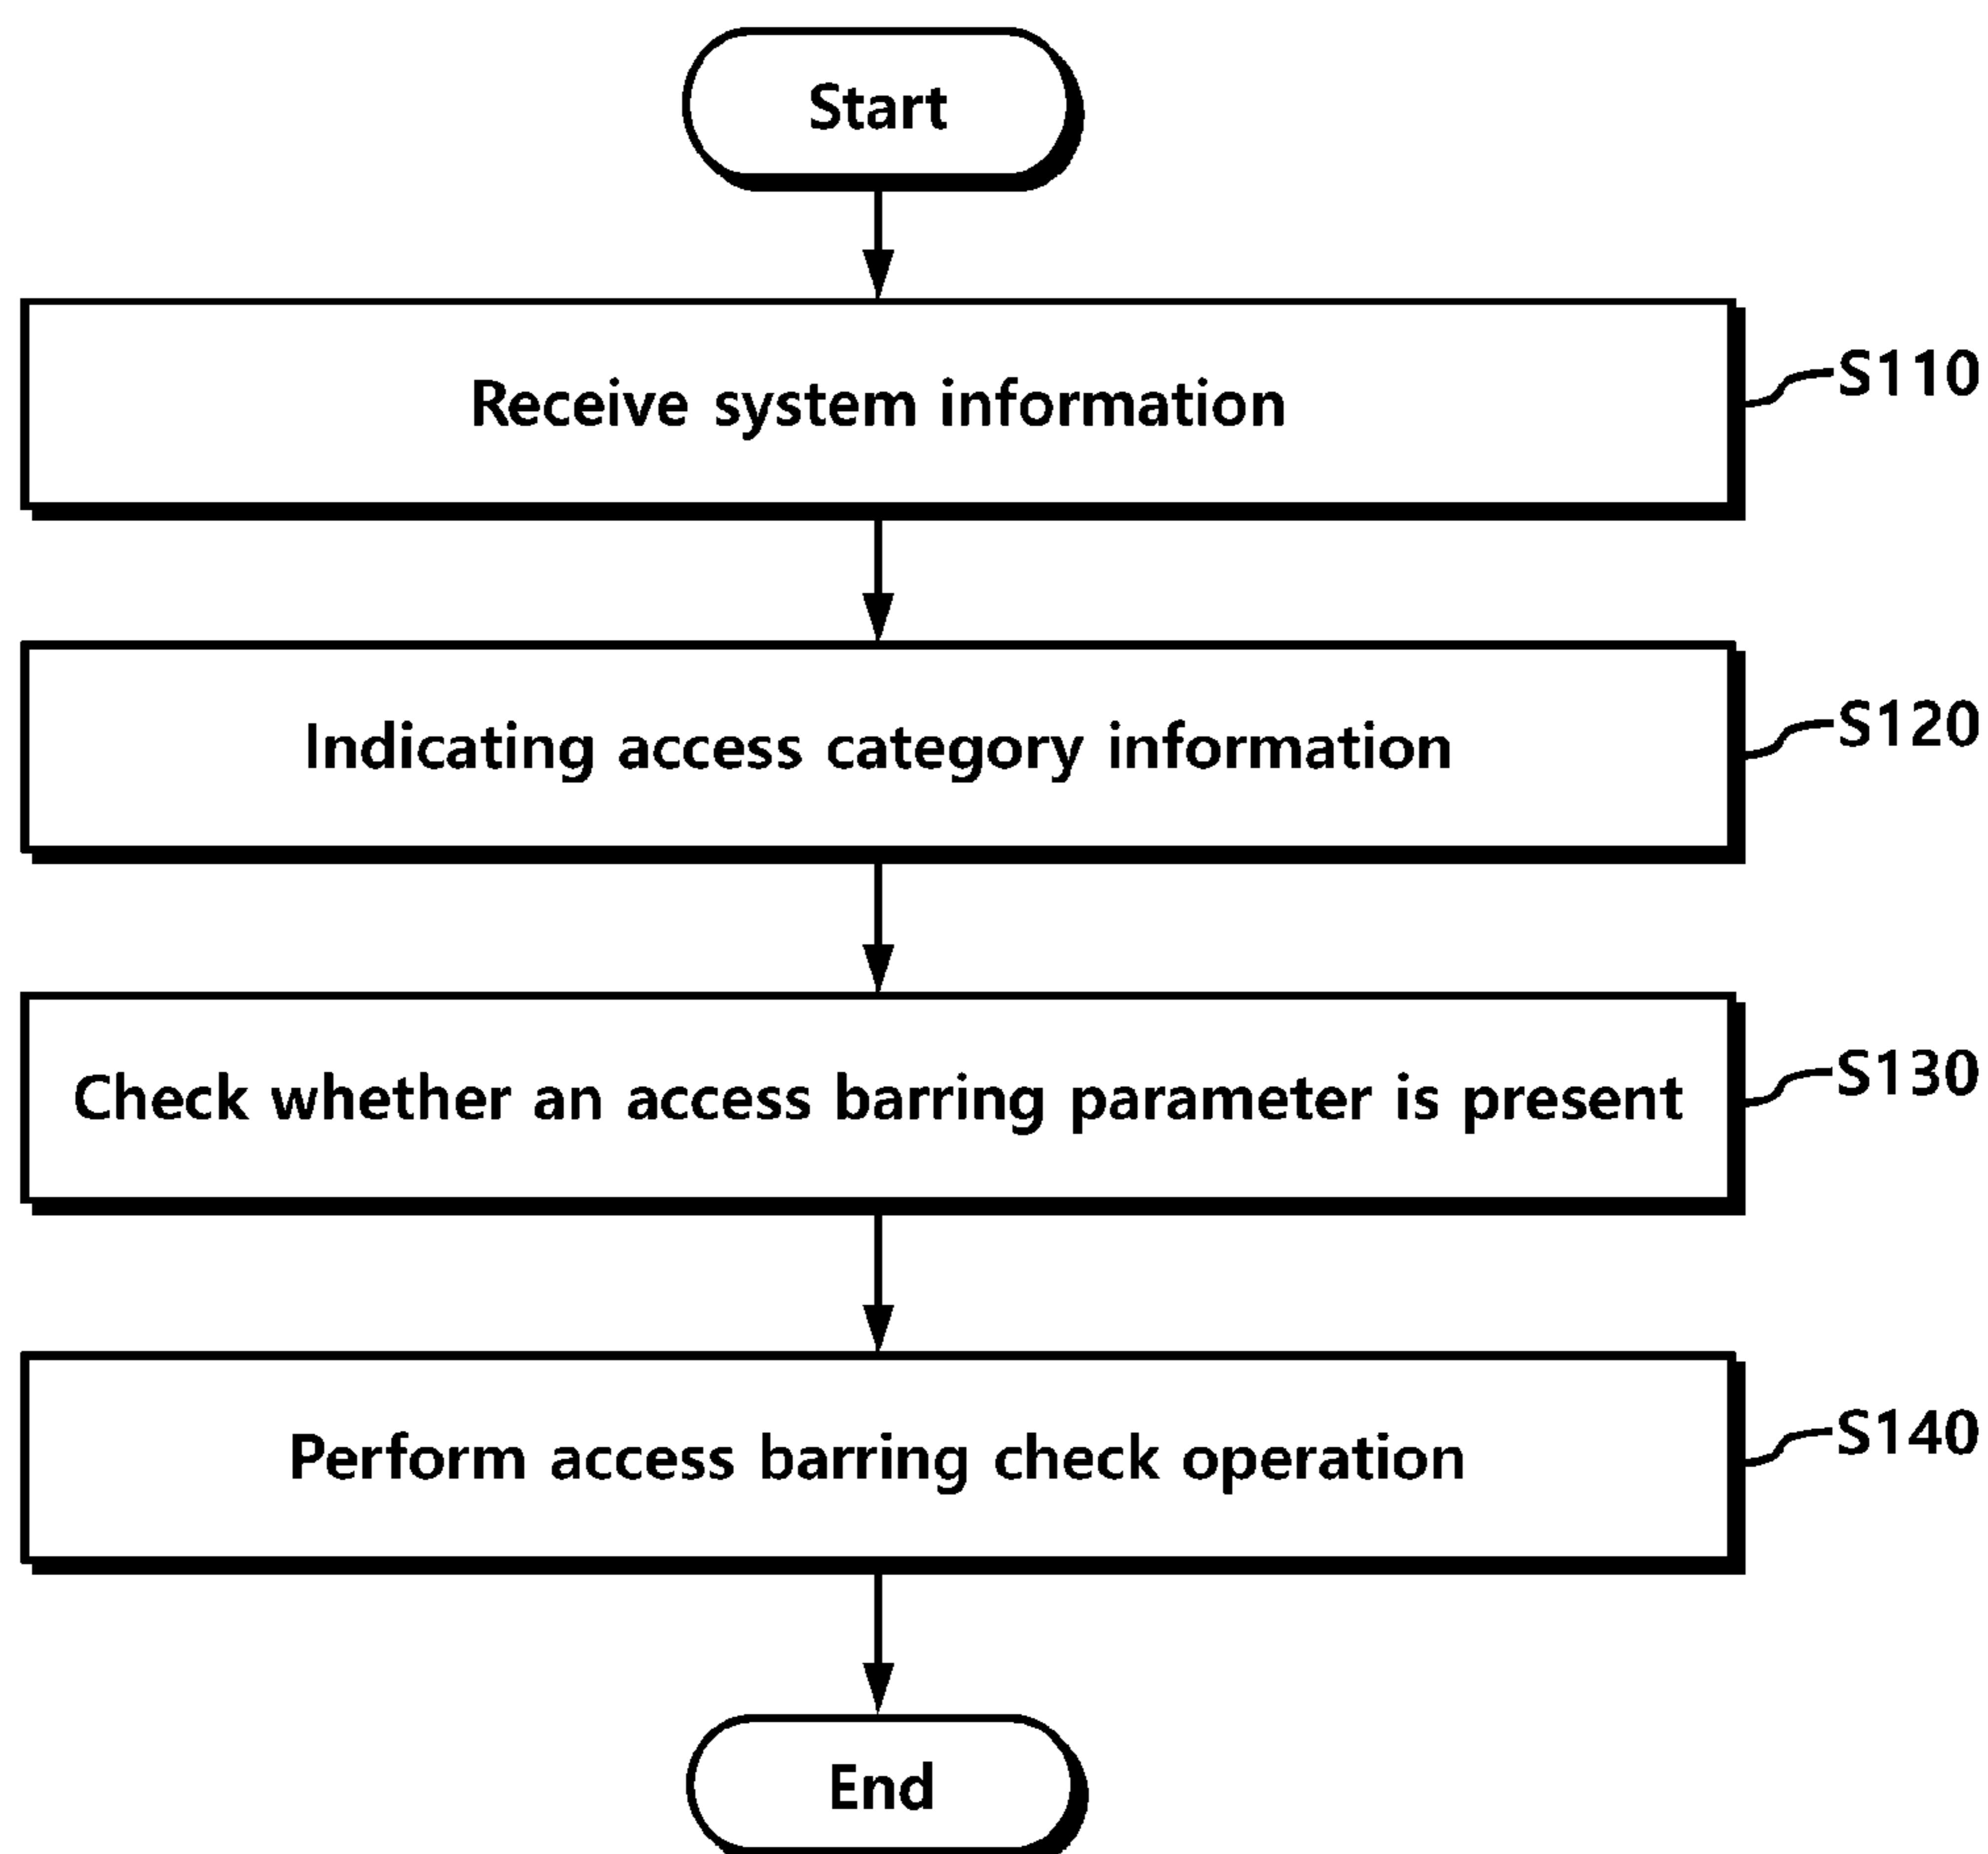 Start
Receive system information
S110
Indicating access category information
S120
Check whether an access barring parameter is present
S130
Perform access barring check operation
S140
End